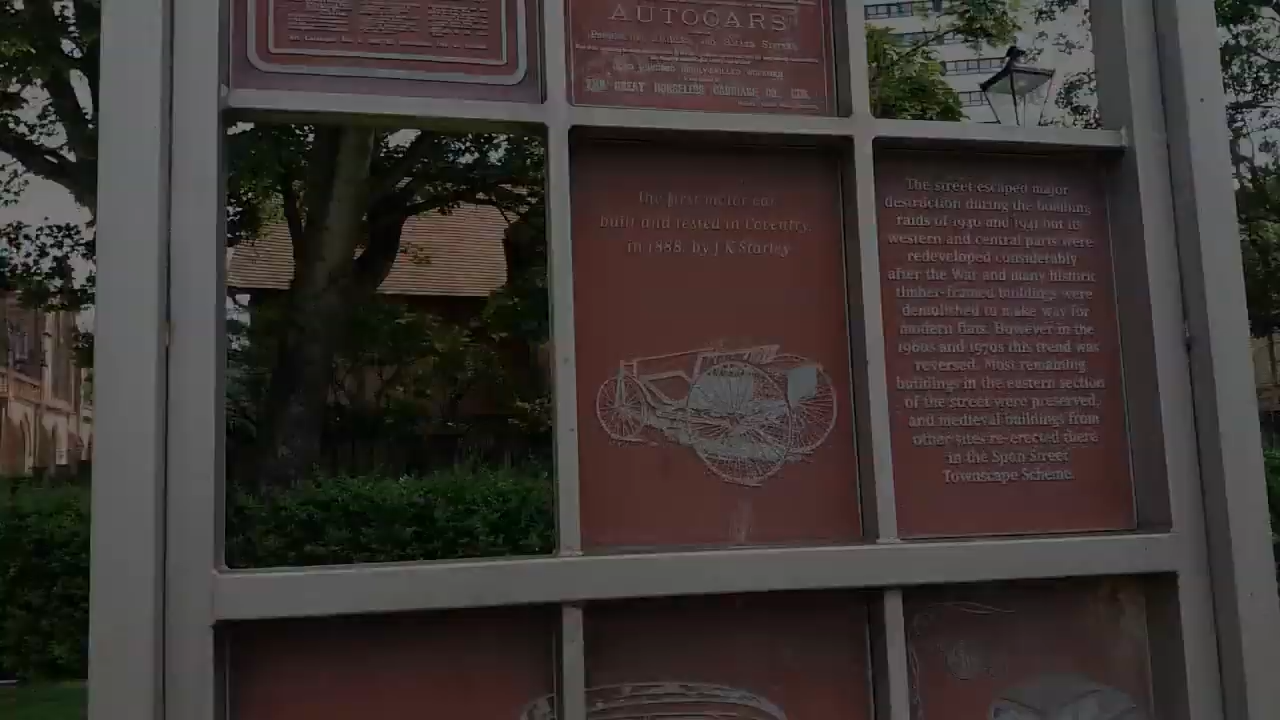 AUTOCARS
THE GREAT HORSELESS CARRIAGE CO. LTD.
The first motor car
built and tested in Coventry,
in 1888, by J K Starley
The street escaped major
destruction during the bombing
raids of 1940 and 1941 but its
western and central parts were
redeveloped considerably
after the War and many historic
timber-framed buildings were
demolished to make way for
modern flats. However in the
1960s and 1970s this trend was
reversed. Most remaining
buildings in the eastern section
of the street were preserved,
and medieval buildings from
other sites re-erected there
in the Spon Street
Townscape Scheme.